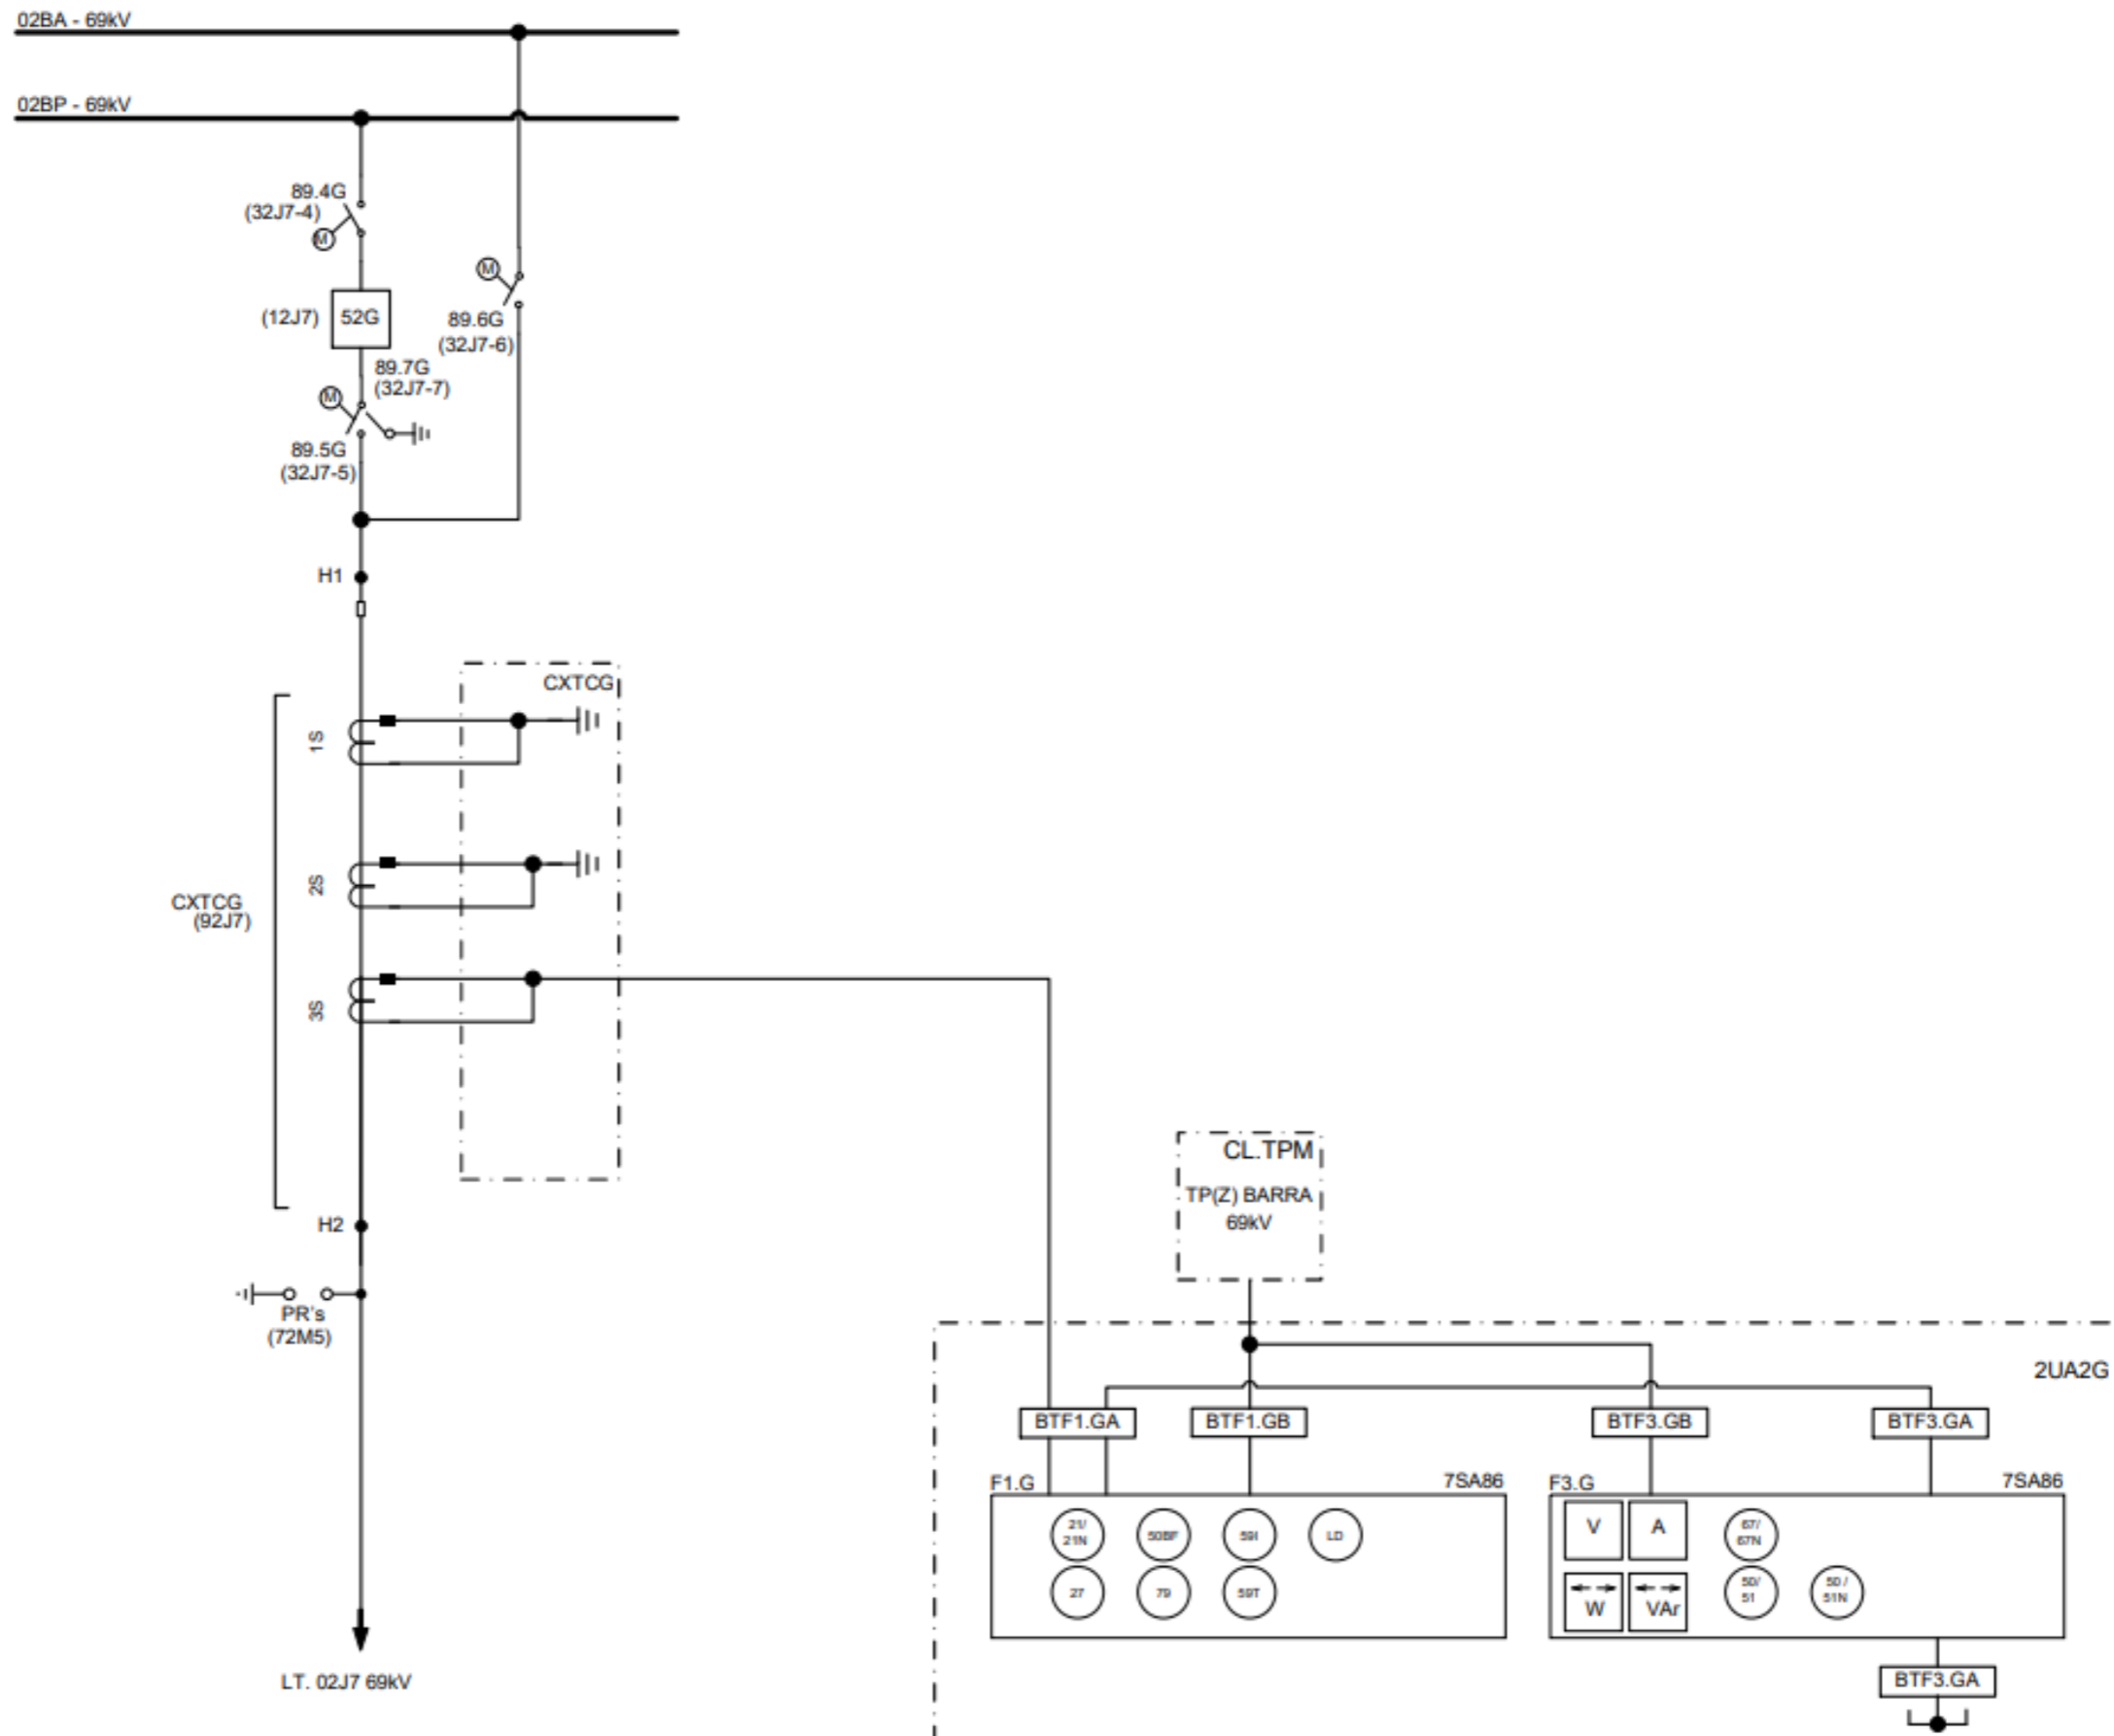 02BA - 69kV
02BP - 69kV
89.4G
(32J7-4)
M
M
(12J7)
52G
89.6G
(32J7-6)
89.7G
(32J7-7)
M
89.5G
(32J7-5)
H1
CXTCG
1S
2S
CXTCG
(92J7)
3S
H2
PR's
(72M5)
LT. 02J7 69kV
CL.TPM
TP(Z) BARRA
69kV
2UA2G
BTF1.GA
BTF1.GB
BTF3.GB
BTF3.GA
F1.G
7SA86
F3.G
7SA86
21/
21N
50BF
59I
LD
27
79
59T
V
A
67/
67N
W
VAr
50/
51
50 /
51N
BTF3.GA